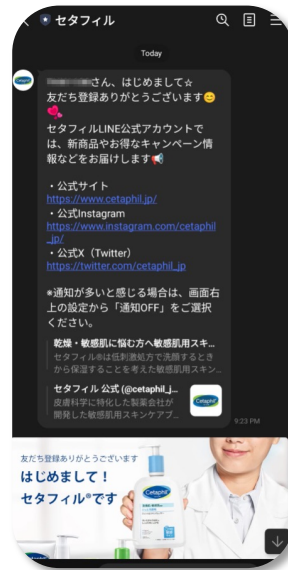 セタフィル
Today
さん、はじめまして☆
友だち登録ありがとうございます😊
💕
セタフィルLINE公式アカウントで
は、新商品やお得なキャンペーン情
報などをお届けします📢
・公式サイト
https://www.cetaphil.jp/
・公式Instagram
https://www.instagram.com/cetaphil
_jp/
・公式X（Twitter）
https://twitter.com/cetaphil_jp
※通知が多いと感じる場合は、画面右
上の設定から「通知OFF」をご選択
ください。
乾燥・敏感肌に悩む方へ敏感肌用スキ...
セタフィル®は低刺激処方で洗顔するとき
から保湿することを考えた敏感肌用スキン...
セタフィル 公式 (@cetaphil_j...
皮膚科学に特化した製薬会社が
開発した敏感肌用スキンケアブ...
Cetaphil
9:23 PM
友だち登録ありがとうございます
はじめまして！
セタフィル®です
Cetaphil